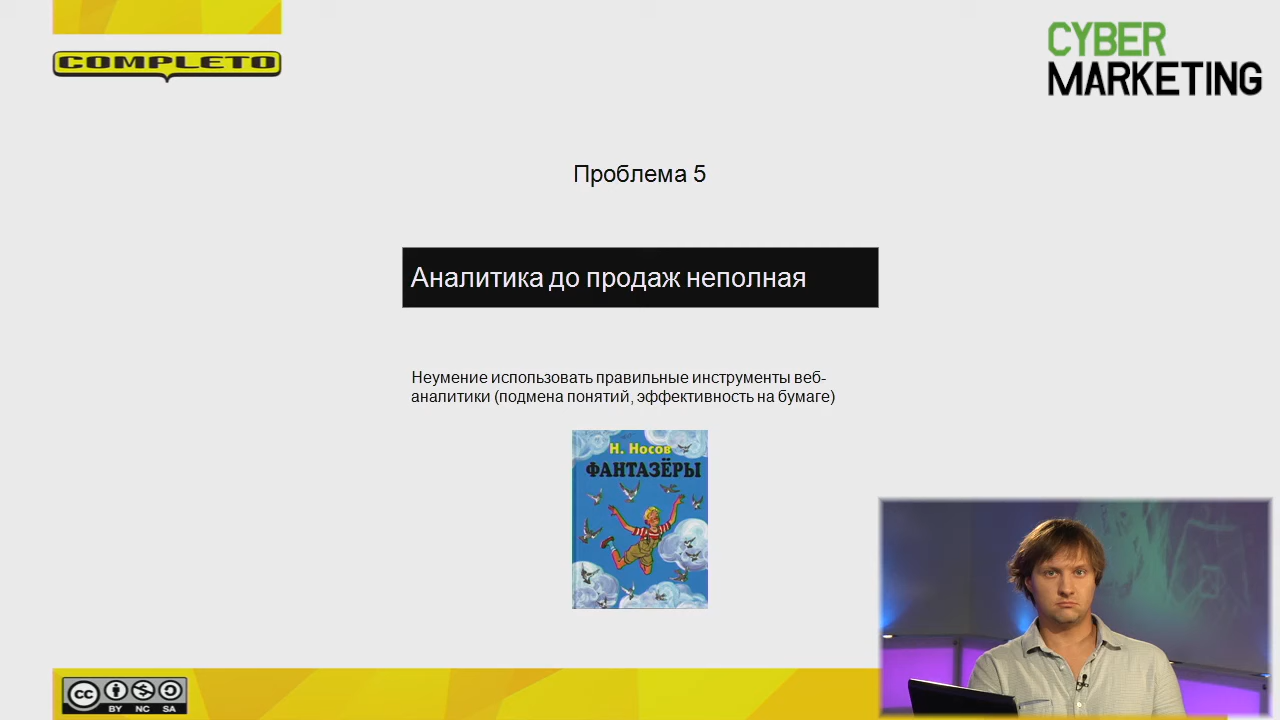 COMPLETO
CYBER
MARKETING
Проблема 5
Аналитика до продаж неполная
Неумение использовать правильные инструменты веб-
аналитики (подмена понятий, эффективность на бумаге)
Н. Носов
ФАНТАЗЁРЫ
cc
BY NC SA